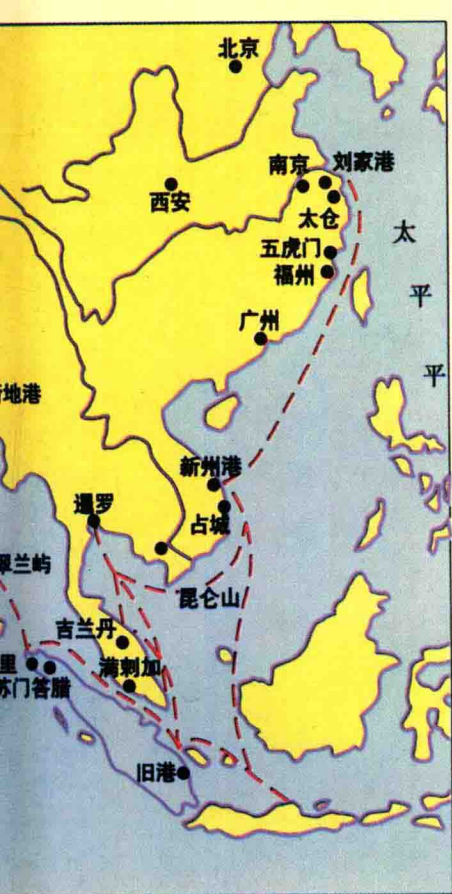 北京
南京
刘家港
西安
太仓
太
五虎门
福州
平
广州
平
地港
新州港
暹罗
占城
翠兰屿
昆仑山
吉兰丹
里
满剌加
苏门答腊
旧港